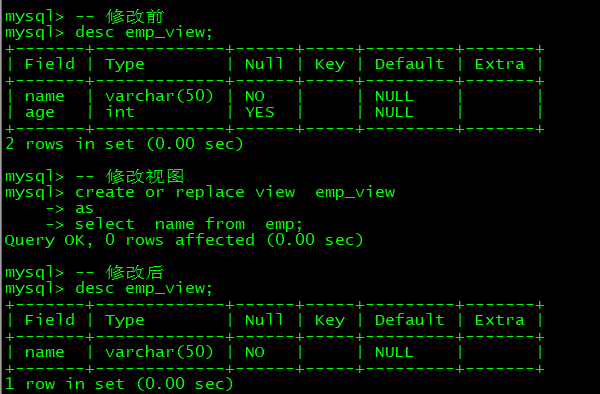 mysql> -- 修改前
mysql> desc emp_view;
+-------+-------------+------+-----+---------+-------+
| Field | Type        | Null | Key | Default | Extra |
+-------+-------------+------+-----+---------+-------+
| name  | varchar(50) | NO   |     | NULL    |       |
| age   | int         | YES  |     | NULL    |       |
+-------+-------------+------+-----+---------+-------+
2 rows in set (0.00 sec)
mysql> -- 修改视图
mysql> create or replace view  emp_view
    -> as
    -> select  name from  emp;
Query OK, 0 rows affected (0.00 sec)
mysql> -- 修改后
mysql> desc emp_view;
+-------+-------------+------+-----+---------+-------+
| Field | Type        | Null | Key | Default | Extra |
+-------+-------------+------+-----+---------+-------+
| name  | varchar(50) | NO   |     | NULL    |       |
+-------+-------------+------+-----+---------+-------+
1 row in set (0.00 sec)